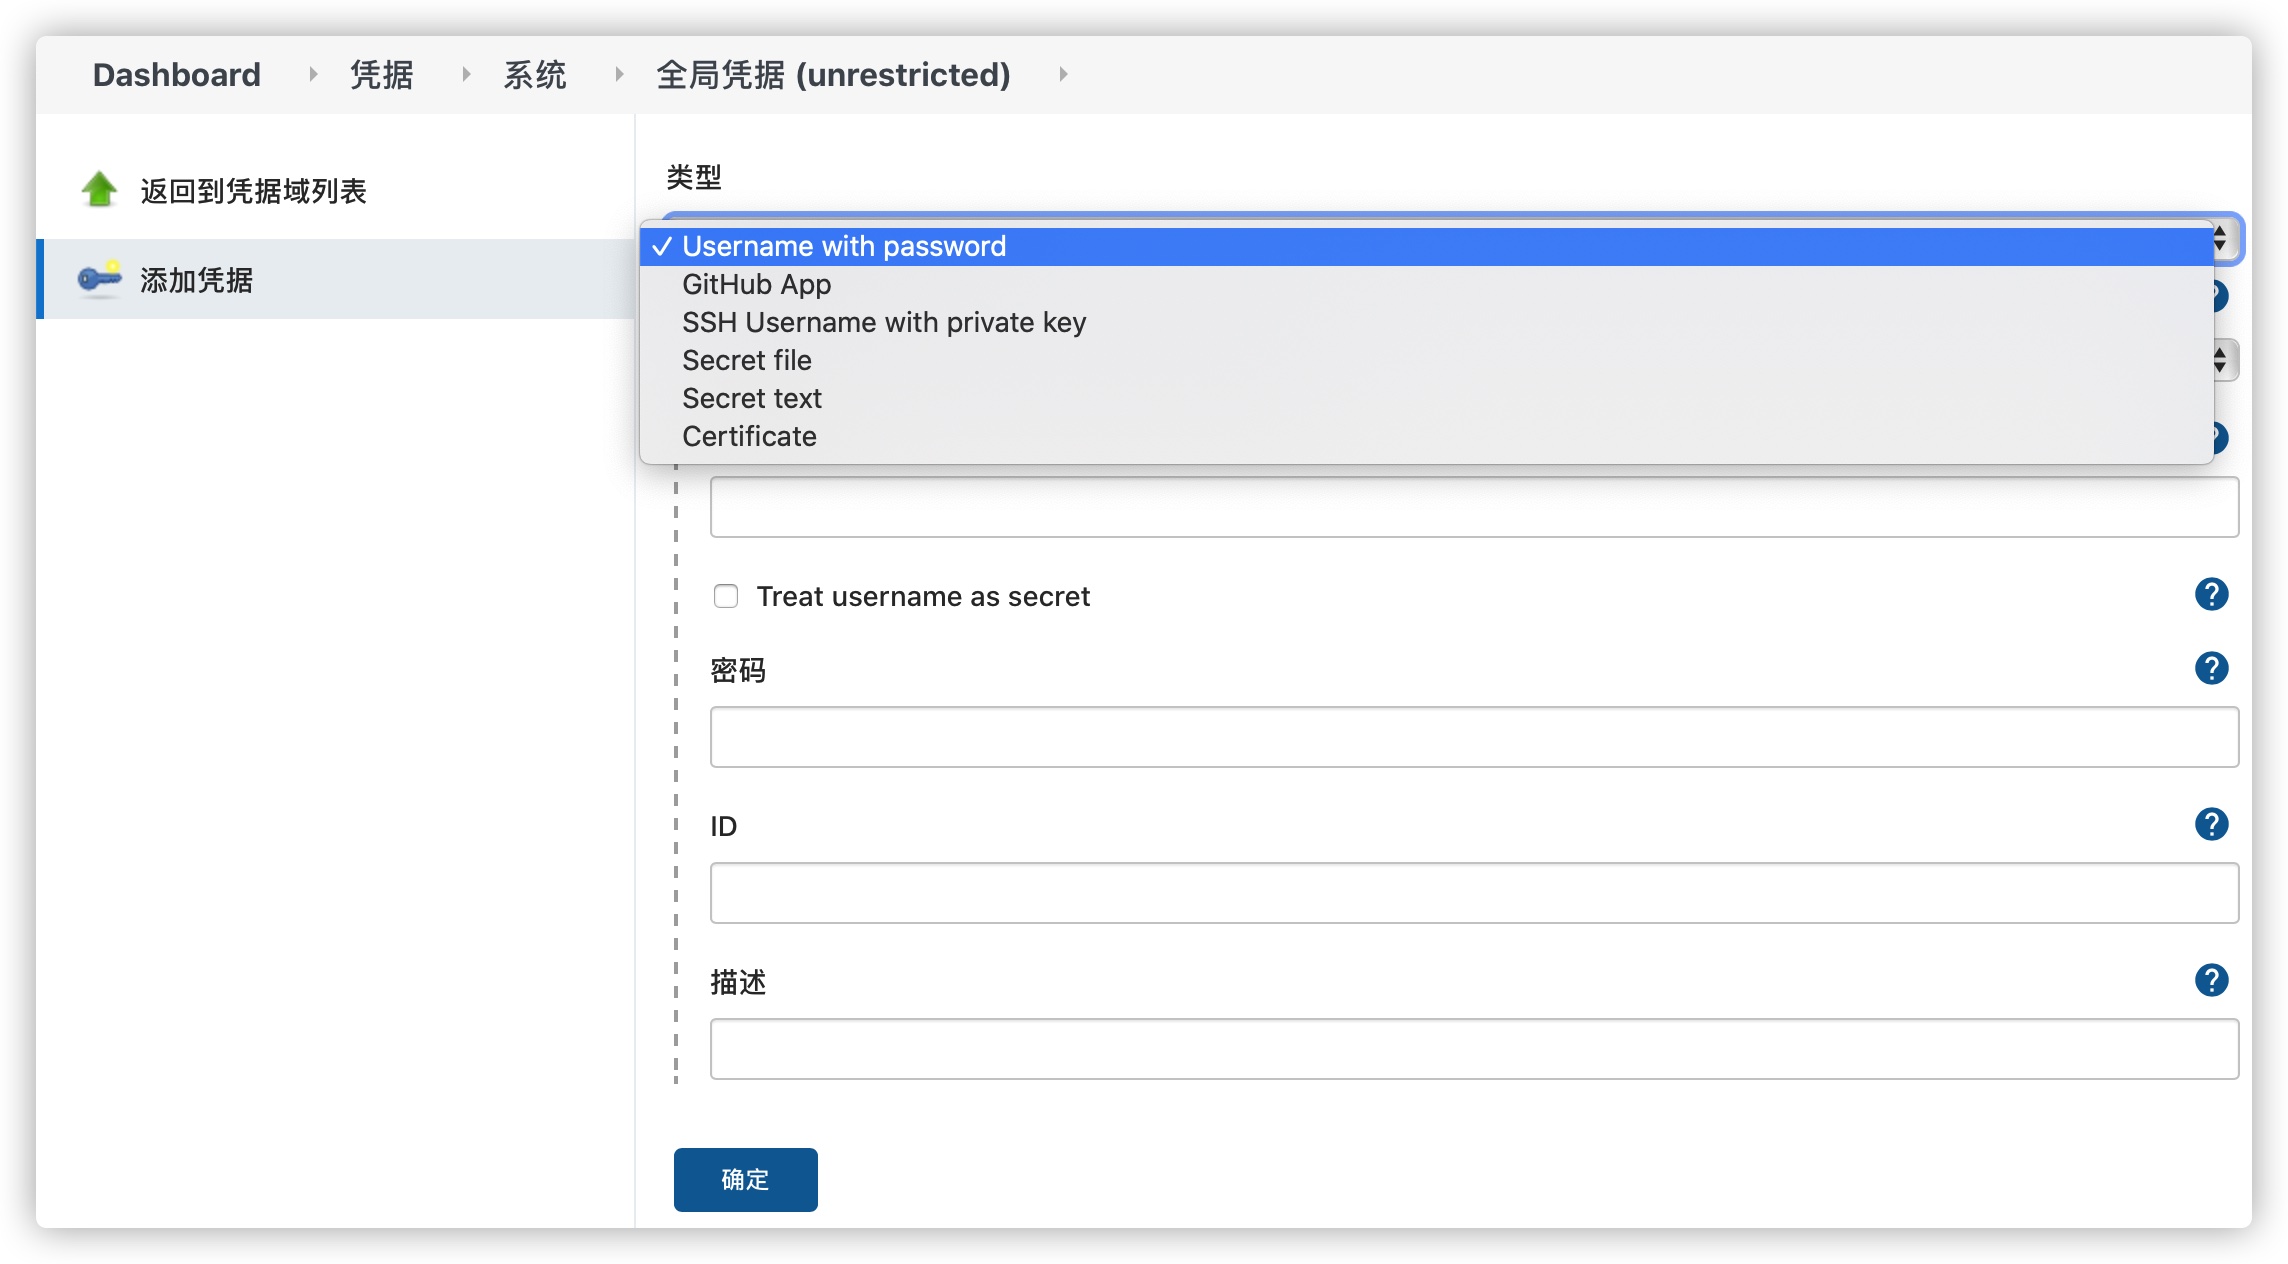 Dashboard 凭据 系统 全局凭据 (unrestricted)
返回到凭据域列表
添加凭据
类型
✓ Username with password
GitHub App
SSH Username with private key
Secret file
Secret text
Certificate
Treat username as secret ?
密码 ?
ID ?
描述 ?
确定